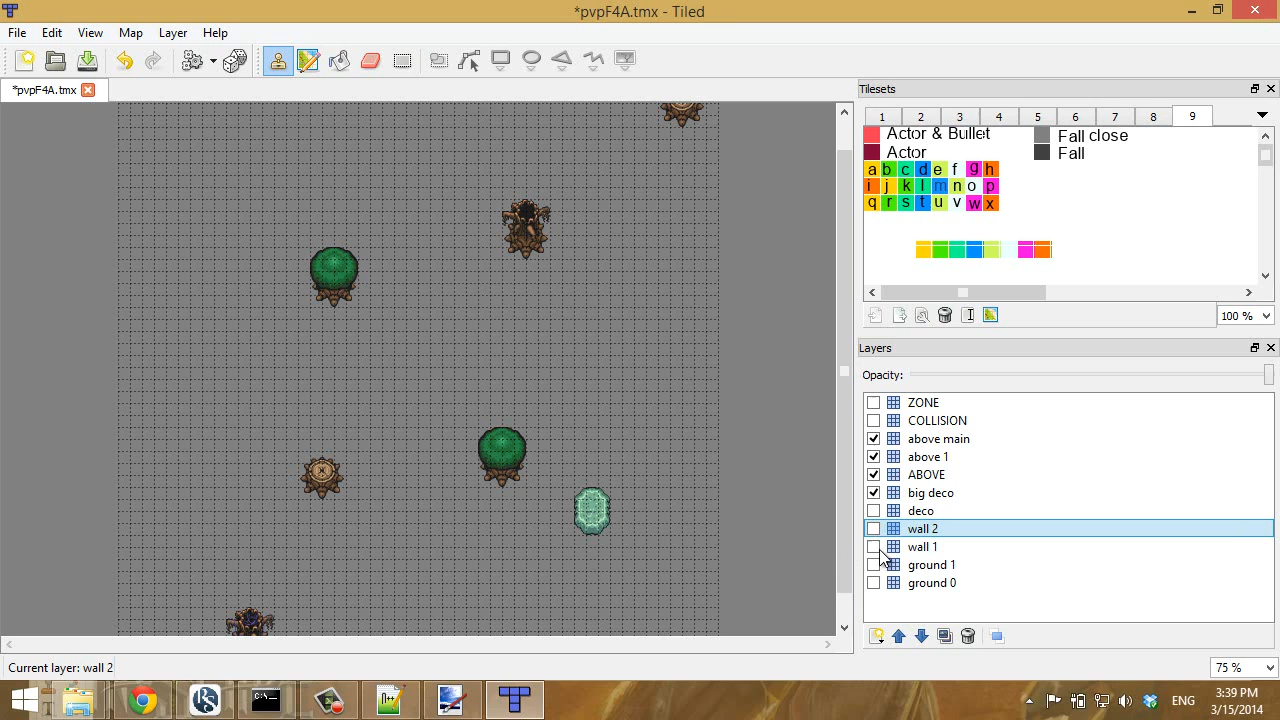 *pvpF4A.tmx - Tiled
File Edit View Map Layer Help
*pvpF4A.tmx
Tilesets
1 2 3 4 5 6 7 8 9
Actor & Bullet Fall close
Actor Fall
a b c d e f g h
i j k l m n o p
q r s t u v w x
100 %
Layers
Opacity:
ZONE
COLLISION
above main
above 1
ABOVE
big deco
deco
wall 2
wall 1
ground 1
ground 0
Current layer: wall 2
75 %
ENG
3:39 PM
3/15/2014